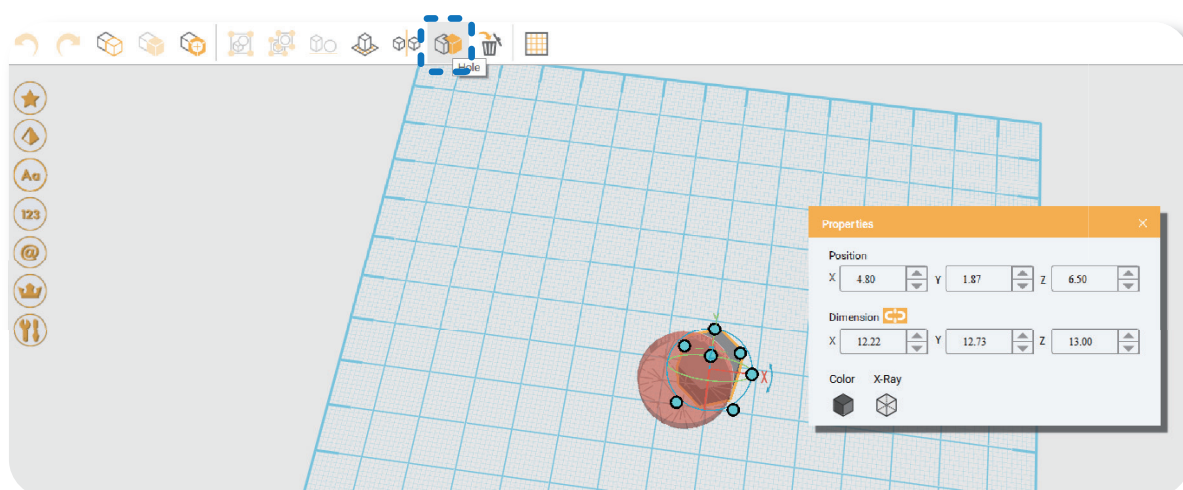 Hole
Aa
123
@
Y
X
Properties
Position
X 4.80 Y 1.87 Z 6.50
Dimension
X 12.22 Y 12.73 Z 13.00
Color X-Ray